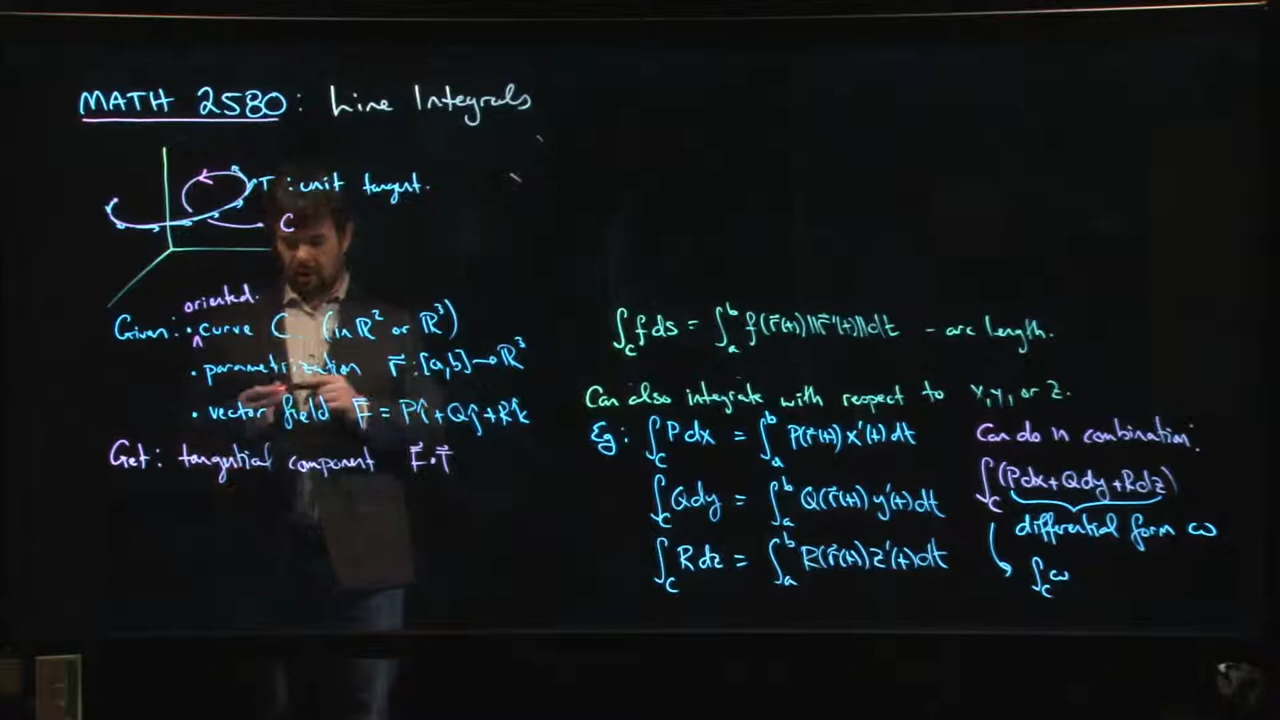 MATH 2580: Line Integrals
T : unit tangent.
C
oriented.
Given: • curve C (in ℝ² or ℝ³)
• parametrization r⃗ : [a,b] → ℝ³
• vector field F⃗ = Pî + Qĵ + Rk̂
Get: tangential component F⃗·T⃗
∫_C f ds = ∫_a^b f(r⃗(t)) ||r⃗'(t)|| dt - arc length.
Can also integrate with respect to x, y, or z.
Eg: ∫_C P dx = ∫_a^b P(r⃗(t)) x'(t) dt
∫_C Q dy = ∫_a^b Q(r⃗(t)) y'(t) dt
∫_C R dz = ∫_a^b R(r⃗(t)) z'(t) dt
Can do in combination:
∫_C (P dx + Q dy + R dz)
differential form ω
∫_C ω